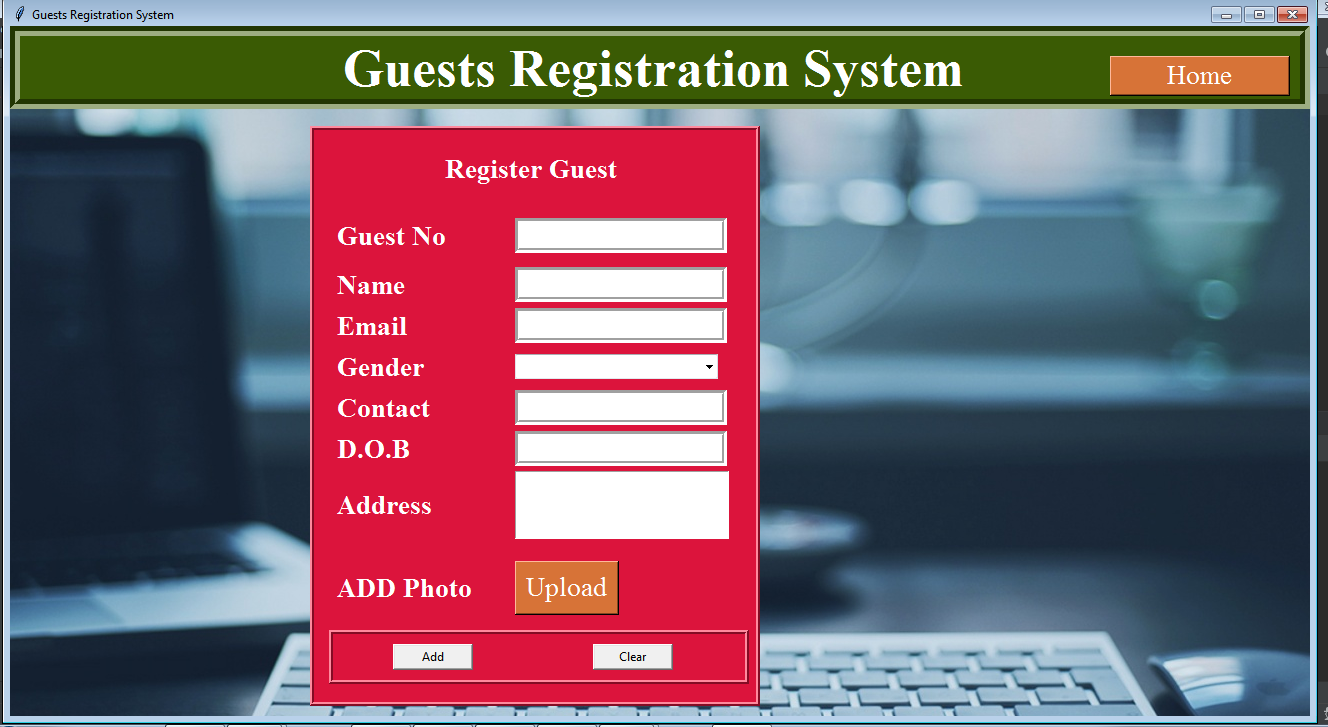 Guests Registration System
Guests Registration System
Home
Register Guest
Guest No
Name
Email
Gender
Contact
D.O.B
Address
ADD Photo
Upload
Add
Clear